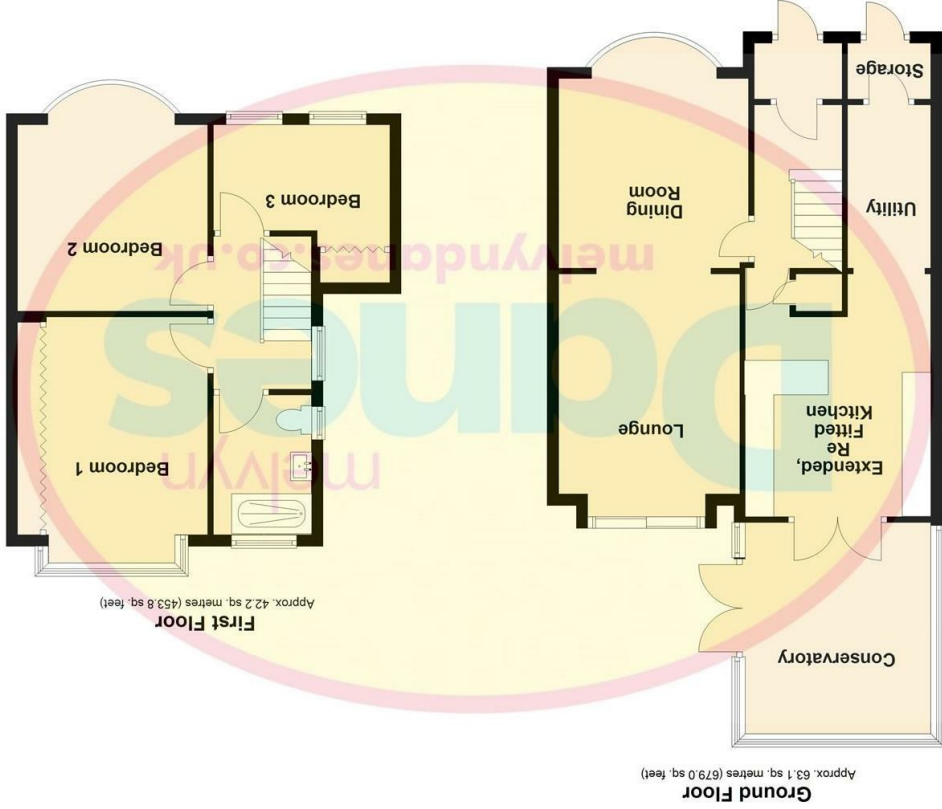 Ground Floor
Approx. 63.1 sq. metres (679.0 sq. feet)
Conservatory
Extended,
Re
Fitted
Kitchen
Lounge
Utility
Dining
Room
Storage
First Floor
Approx. 42.2 sq. metres (453.8 sq. feet)
Bedroom 1
Bedroom 2
Bedroom 3
melvyn
Danes
melvyndanes.co.uk